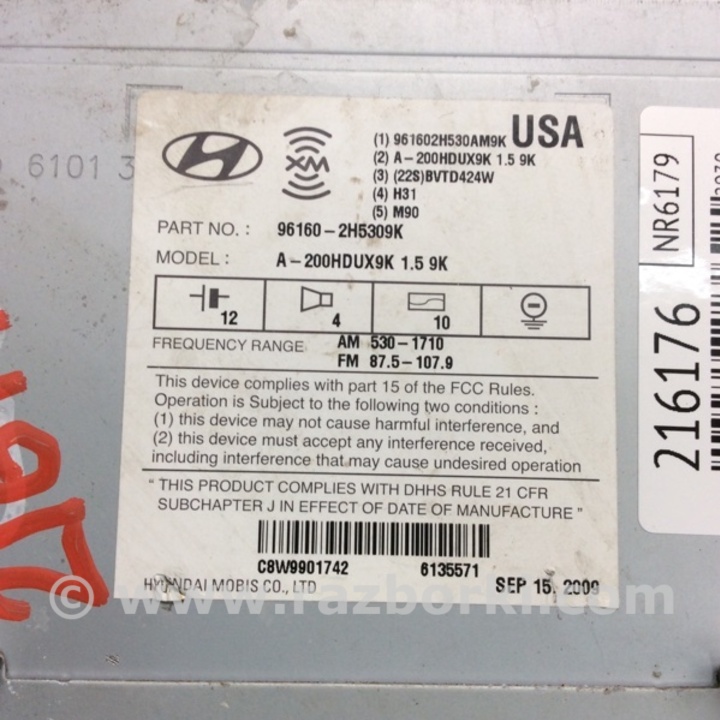 6101 3
XM
(1) 961602H530AM9K USA
(2) A-200HDUX9K 1.5 9K
(3) (22S)BVTD424W
(4) H31
(5) M90
PART NO. : 96160-2H5309K
MODEL : A-200HDUX9K 1.5 9K
12 4 10
FREQUENCY RANGE AM 530-1710
FM 87.5-107.9
This device complies with part 15 of the FCC Rules.
Operation is Subject to the following two conditions :
(1) this device may not cause harmful interference, and
(2) this device must accept any interference received,
including interference that may cause undesired operation
" THIS PRODUCT COMPLIES WITH DHHS RULE 21 CFR
SUBCHAPTER J IN EFFECT OF DATE OF MANUFACTURE "
C8W9901742 6135571
HYUNDAI MOBIS CO., LTD SEP 15. 2009
NR6179
216176
© www.razborkin.com